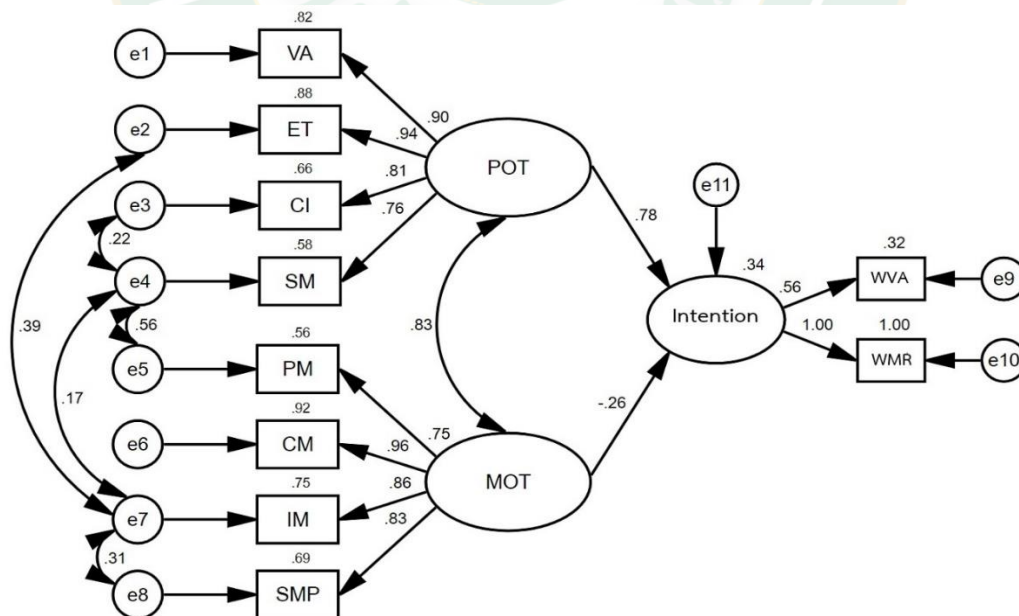 .82
e1
VA
.90
.88
e2
ET
.94
POT
.66
.81
e3
CI
.76
e11
.22
.58
.78
e4
SM
.34
.32
.56
WVA
e9
Intention
.39
.56
.83
1.00
1.00
.56
WMR
e10
e5
PM
.17
-.26
.92
.75
e6
CM
.96
MOT
.75
.86
e7
IM
.83
.31
.69
e8
SMP